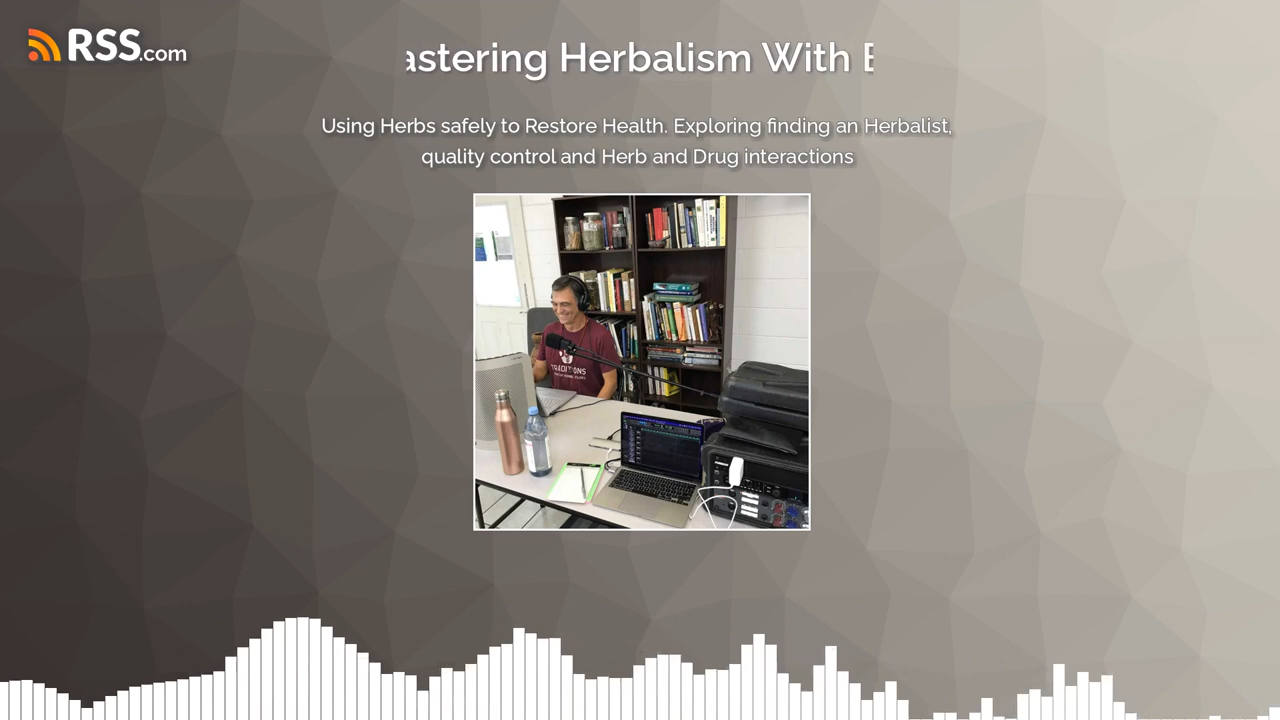 RSS.com
astering Herbalism With
Using Herbs safely to Restore Health. Exploring finding an Herbalist,
quality control and Herb and Drug interactions
TRADITIONS